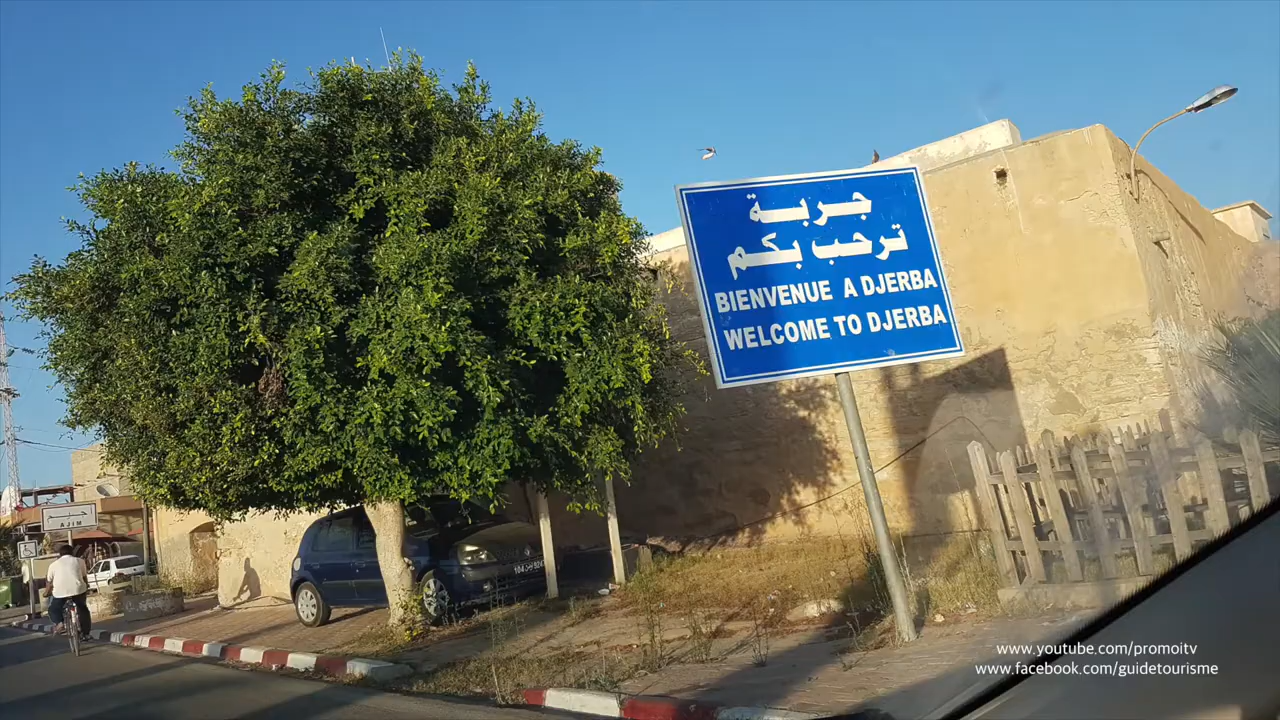 جربة
ترحب بكم
BIENVENUE A DJERBA
WELCOME TO DJERBA
AJIM
www.youtube.com/promoitv
www.facebook.com/guidetourisme